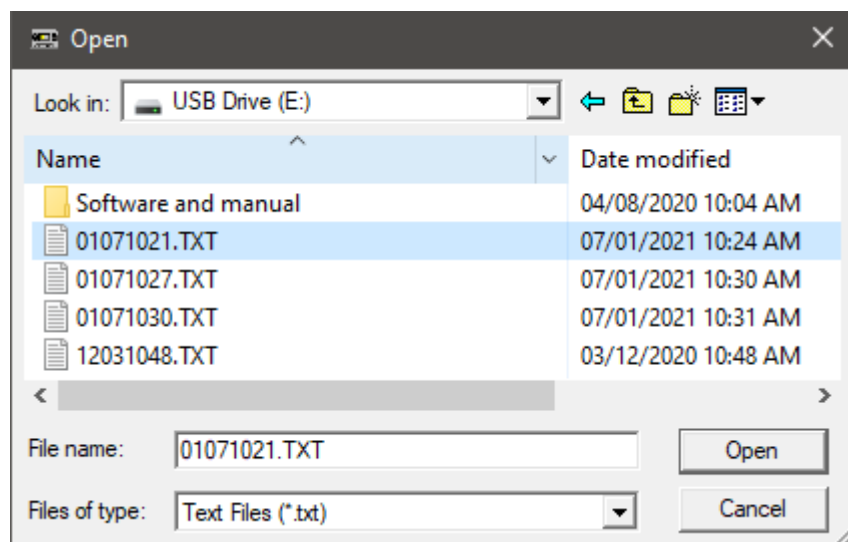 Open
Look in: USB Drive (E:)
Name Date modified
Software and manual 04/08/2020 10:04 AM
01071021.TXT 07/01/2021 10:24 AM
01071027.TXT 07/01/2021 10:30 AM
01071030.TXT 07/01/2021 10:31 AM
12031048.TXT 03/12/2020 10:48 AM
File name: 01071021.TXT Open
Files of type: Text Files (*.txt) Cancel